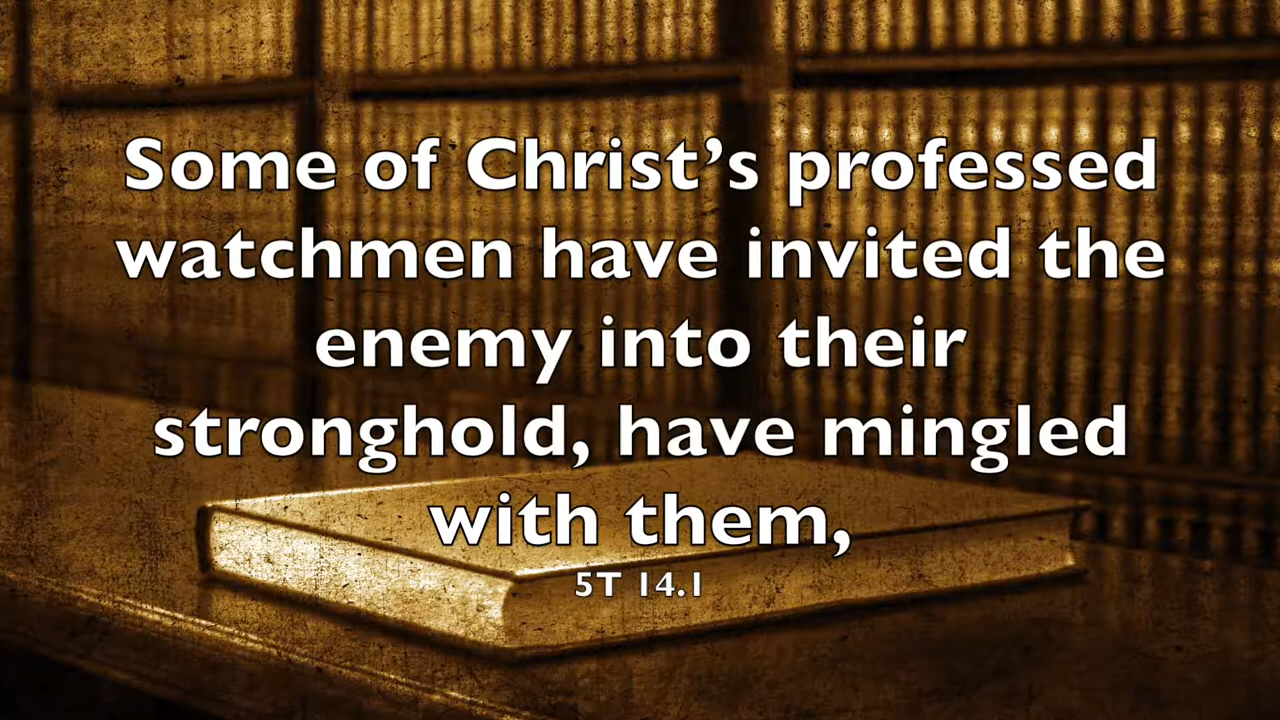 Some of Christ’s professed
watchmen have invited the
enemy into their
stronghold, have mingled
with them,
5T 14.1